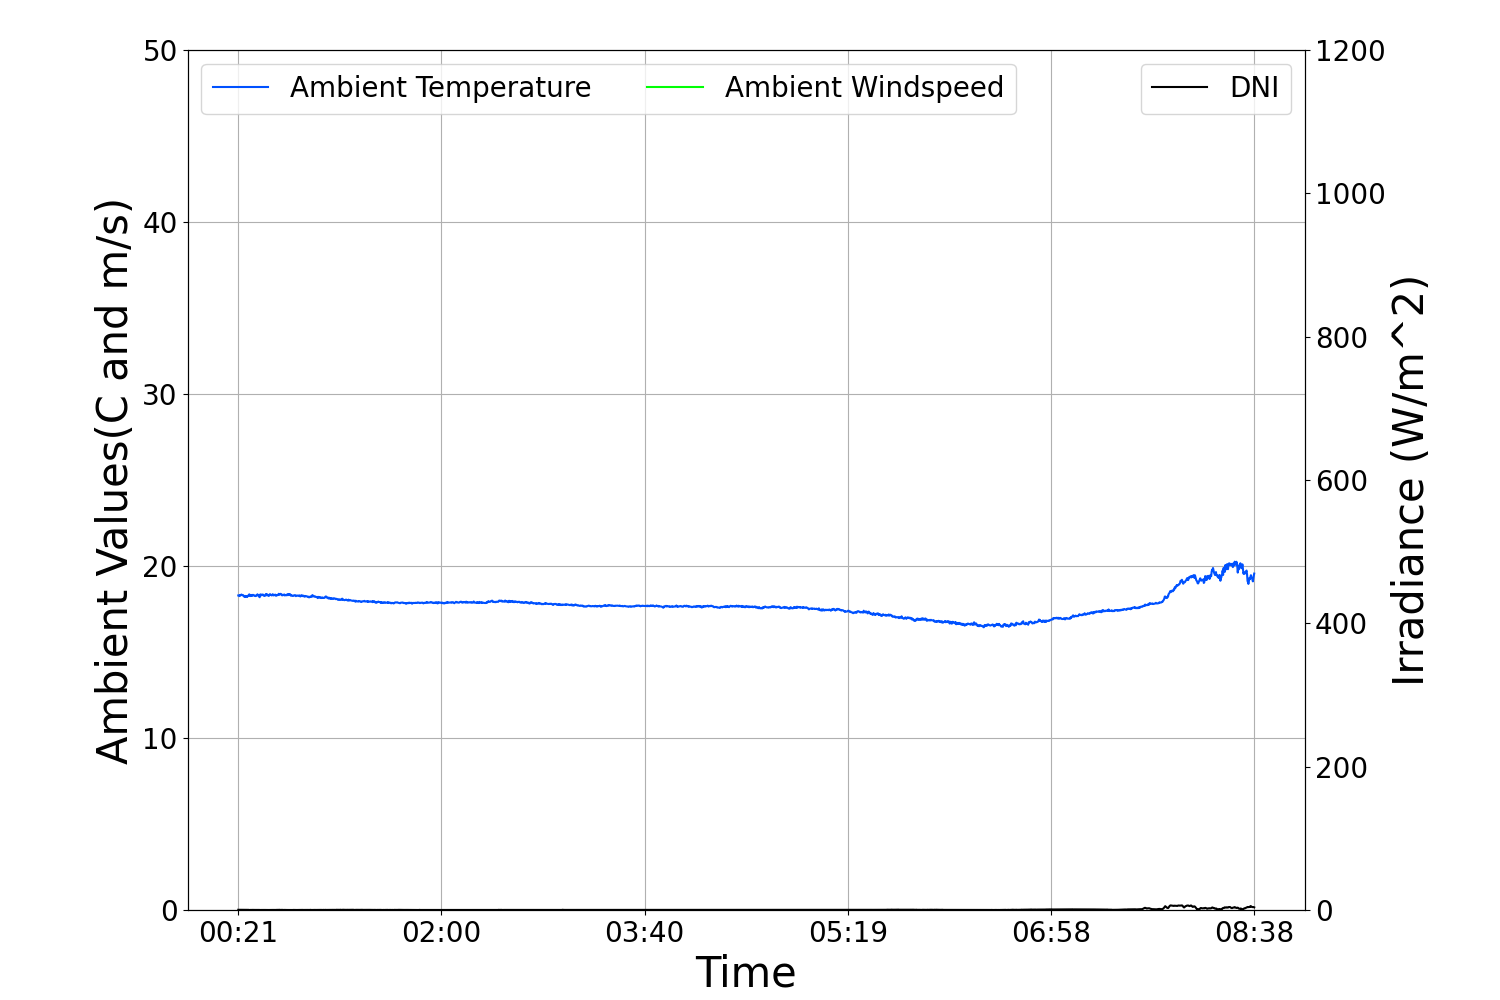 Ambient Temperature
Ambient Windspeed
DNI
Ambient Values(C and m/s)
50
40
30
20
10
0
1200
1000
800
600
400
200
0
Irradiance (W/m^2)
00:21 02:00 03:40 05:19 06:58 08:38
Time